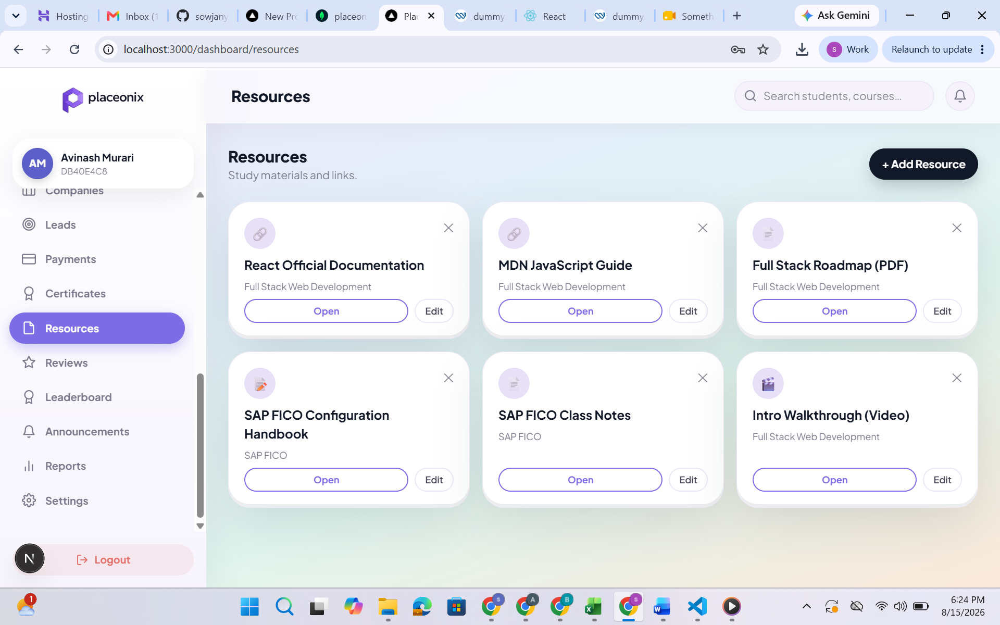 Hosting
Inbox (1
sowjany
New Pro
placeon
Plac
dummy.
React
dummy
Someth
Ask Gemini
localhost:3000/dashboard/resources
S
Work
Relaunch to update
placeonix
Resources
Search students, courses...
AM
Avinash Murari
DB40E4C8
Companies
Leads
Payments
Certificates
Resources
Reviews
Leaderboard
Announcements
Reports
Settings
N
Logout
Resources
Study materials and links.
+ Add Resource
React Official Documentation
Full Stack Web Development
Open
Edit
MDN JavaScript Guide
Full Stack Web Development
Open
Edit
Full Stack Roadmap (PDF)
Full Stack Web Development
Open
Edit
SAP FICO Configuration
Handbook
SAP FICO
Open
Edit
SAP FICO Class Notes
SAP FICO
Open
Edit
Intro Walkthrough (Video)
Full Stack Web Development
Open
Edit
1
S
A
B
S
6:24 PM
8/15/2026